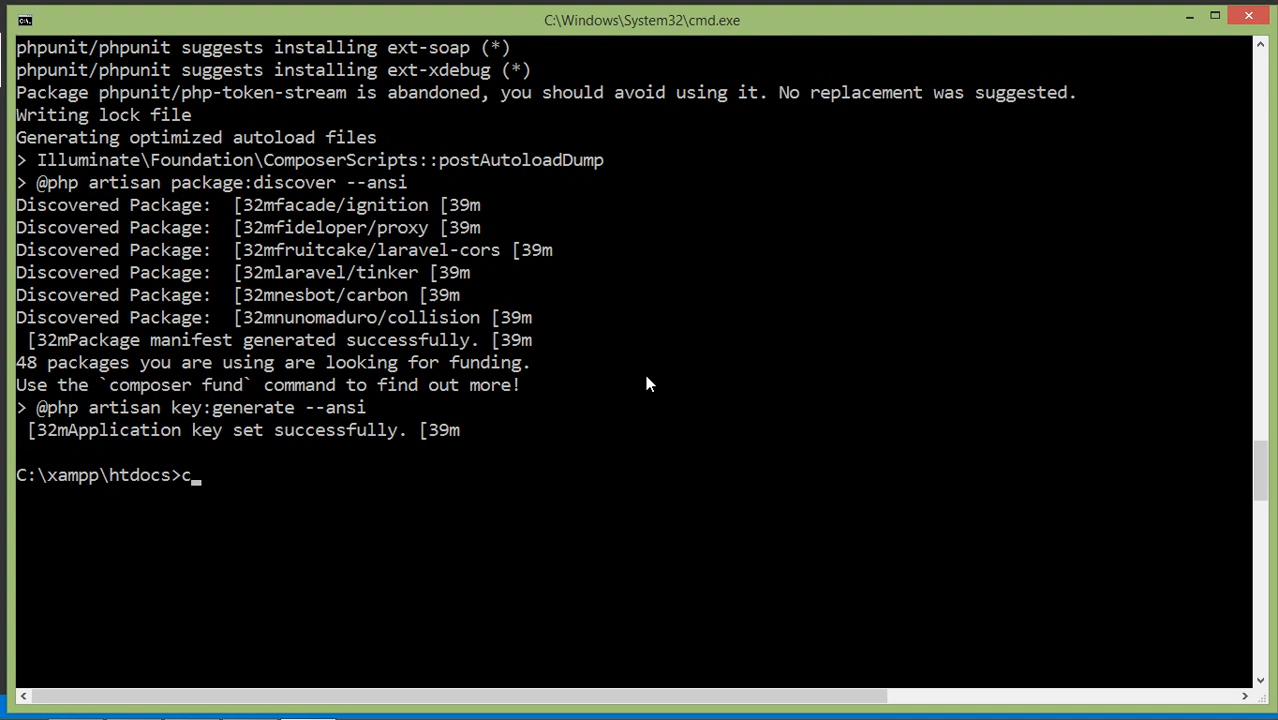 C:\Windows\System32\cmd.exe
phpunit/phpunit suggests installing ext-soap (*)
phpunit/phpunit suggests installing ext-xdebug (*)
Package phpunit/php-token-stream is abandoned, you should avoid using it. No replacement was suggested.
Writing lock file
Generating optimized autoload files
> Illuminate\Foundation\ComposerScripts::postAutoloadDump
> @php artisan package:discover --ansi
Discovered Package:  [32mfacade/ignition [39m
Discovered Package:  [32mfideloper/proxy [39m
Discovered Package:  [32mfruitcake/laravel-cors [39m
Discovered Package:  [32mlaravel/tinker [39m
Discovered Package:  [32mnesbot/carbon [39m
Discovered Package:  [32mnunomaduro/collision [39m
 [32mPackage manifest generated successfully. [39m
48 packages you are using are looking for funding.
Use the `composer fund` command to find out more!
> @php artisan key:generate --ansi
 [32mApplication key set successfully. [39m
C:\xampp\htdocs>c_